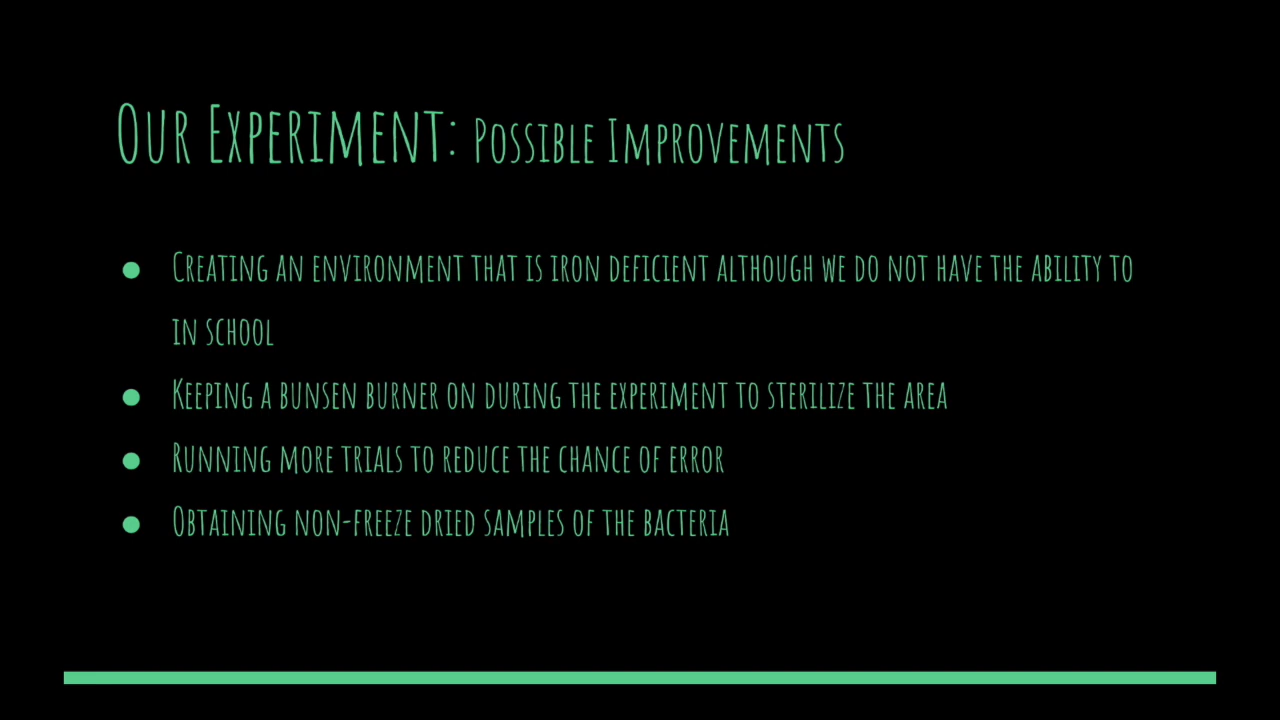 Our Experiment: Possible Improvements
● Creating an environment that is iron deficient although we do not have the ability to
in school
● Keeping a bunsen burner on during the experiment to sterilize the area
● Running more trials to reduce the chance of error
● Obtaining non-freeze dried samples of the bacteria